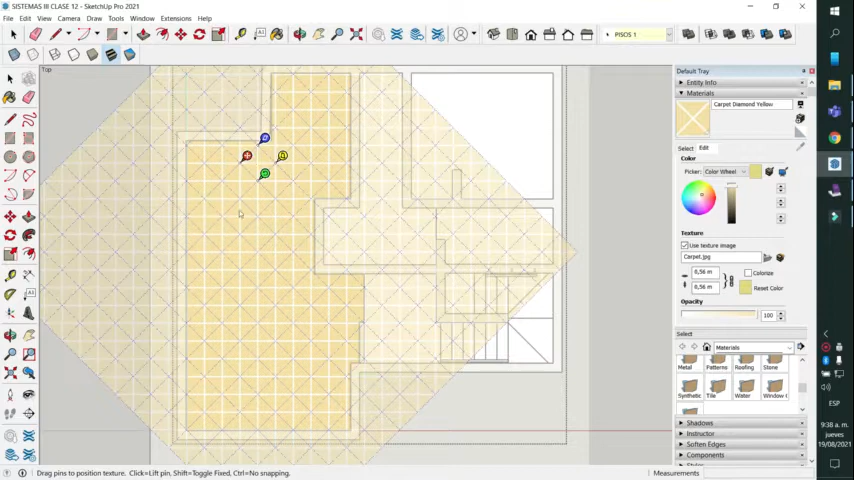 SISTEMAS III CLASE 12 - SketchUp Pro 2021
File Edit View Camera Draw Tools Window Extensions Help
PISOS 1
Top
Default Tray
Entity Info
Materials
Carpet Diamond Yellow
Select Edit
Color
Picker: Color Wheel
Texture
Use texture image
Carpet.jpg
0,56 m
Colorize
0,56 m
Reset Color
Opacity
100
Select
Materials
Metal Patterns Roofing Stone
Synthetic Tile Water Window
Shadows
Instructor
Soften Edges
Components
Drag pins to position texture. Click=Lift pin, Shift=Toggle Fixed, Ctrl=No snapping.
Measurements
ESP
9:38 a. m.
jueves
19/08/2021